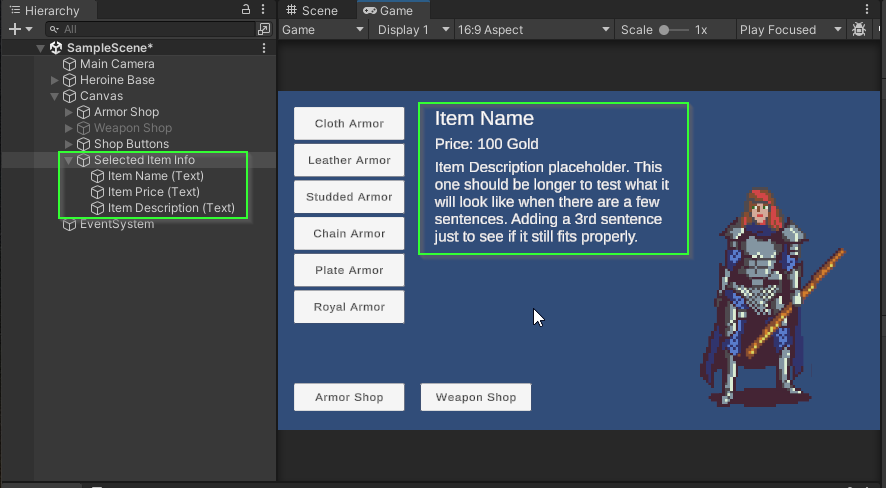 Hierarchy
All
SampleScene*
Main Camera
Heroine Base
Canvas
Armor Shop
Weapon Shop
Shop Buttons
Selected Item Info
Item Name (Text)
Item Price (Text)
Item Description (Text)
EventSystem
Scene
Game
Game
Display 1
16:9 Aspect
Scale
1x
Play Focused
Cloth Armor
Leather Armor
Studded Armor
Chain Armor
Plate Armor
Royal Armor
Item Name
Price: 100 Gold
Item Description placeholder. This
one should be longer to test what it
will look like when there are a few
sentences. Adding a 3rd sentence
just to see if it still fits properly.
Armor Shop
Weapon Shop